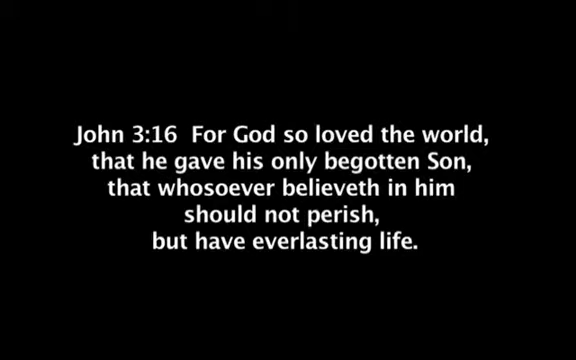 John 3:16  For God so loved the world,
that he gave his only begotten Son,
that whosoever believeth in him
should not perish,
but have everlasting life.